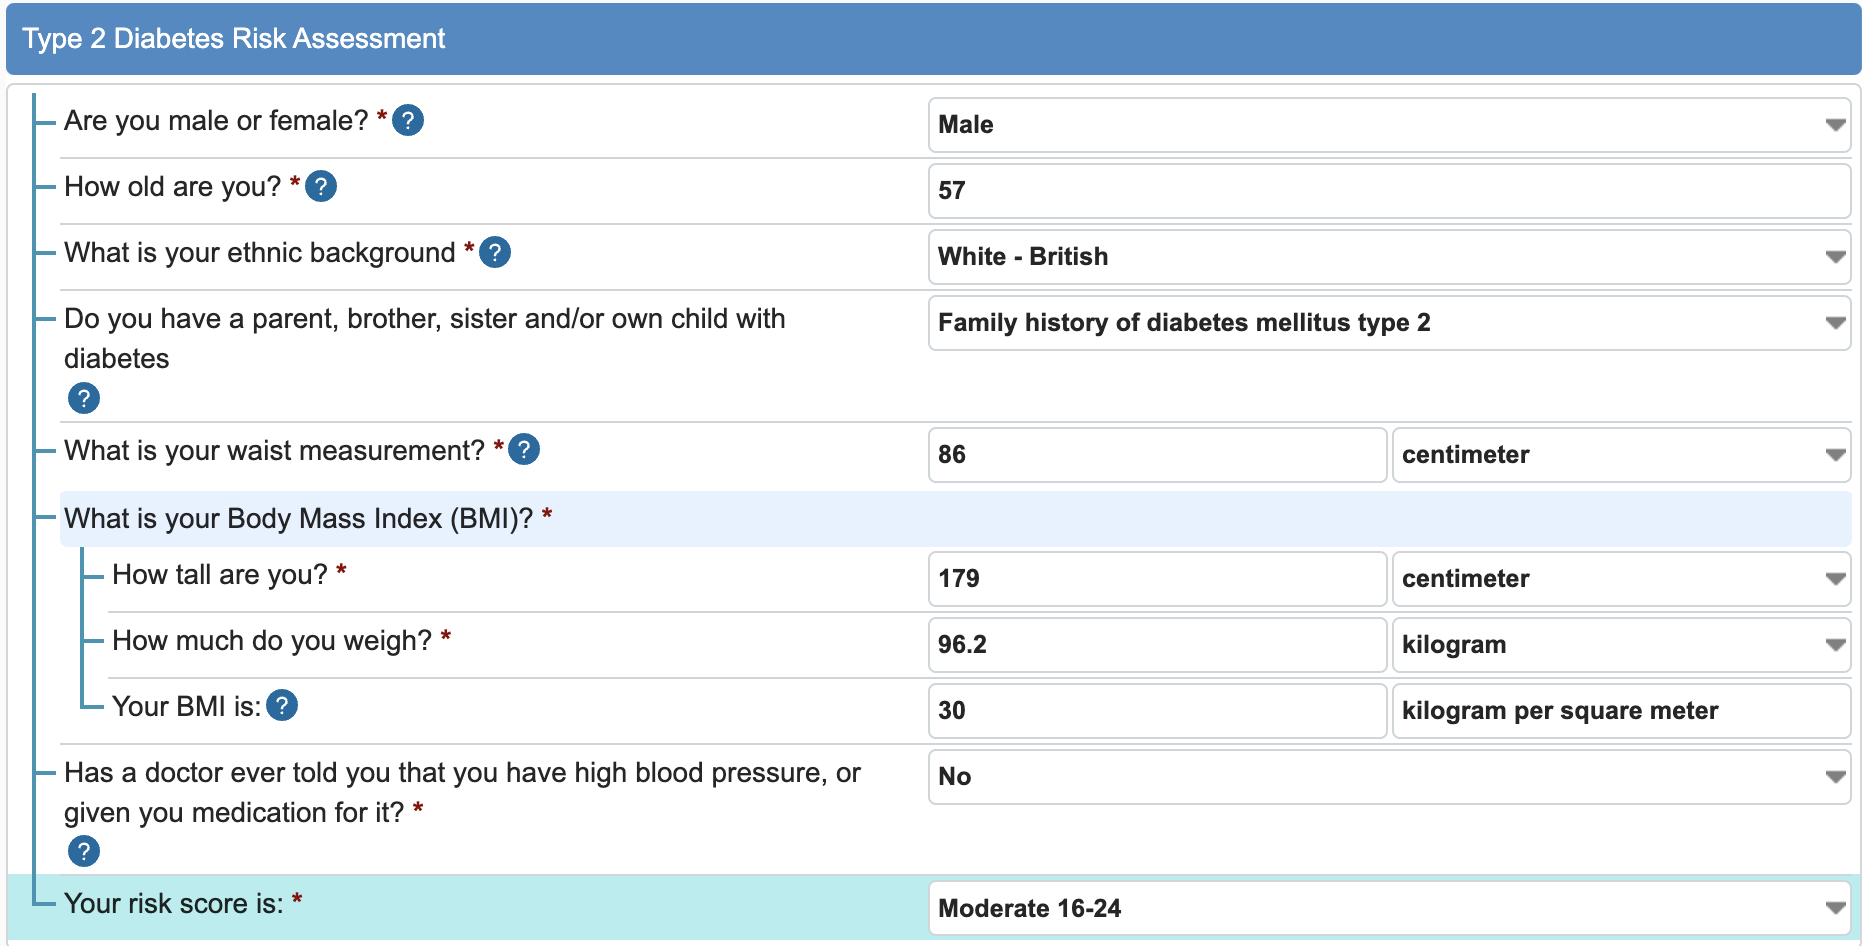 Type 2 Diabetes Risk Assessment
Are you male or female? * ?
Male
How old are you? * ?
57
What is your ethnic background * ?
White - British
Do you have a parent, brother, sister and/or own child with
diabetes
?
Family history of diabetes mellitus type 2
What is your waist measurement? * ?
86 centimeter
What is your Body Mass Index (BMI)? *
How tall are you? *
179 centimeter
How much do you weigh? *
96.2 kilogram
Your BMI is: ?
30 kilogram per square meter
Has a doctor ever told you that you have high blood pressure, or
given you medication for it? *
?
No
Your risk score is: *
Moderate 16-24